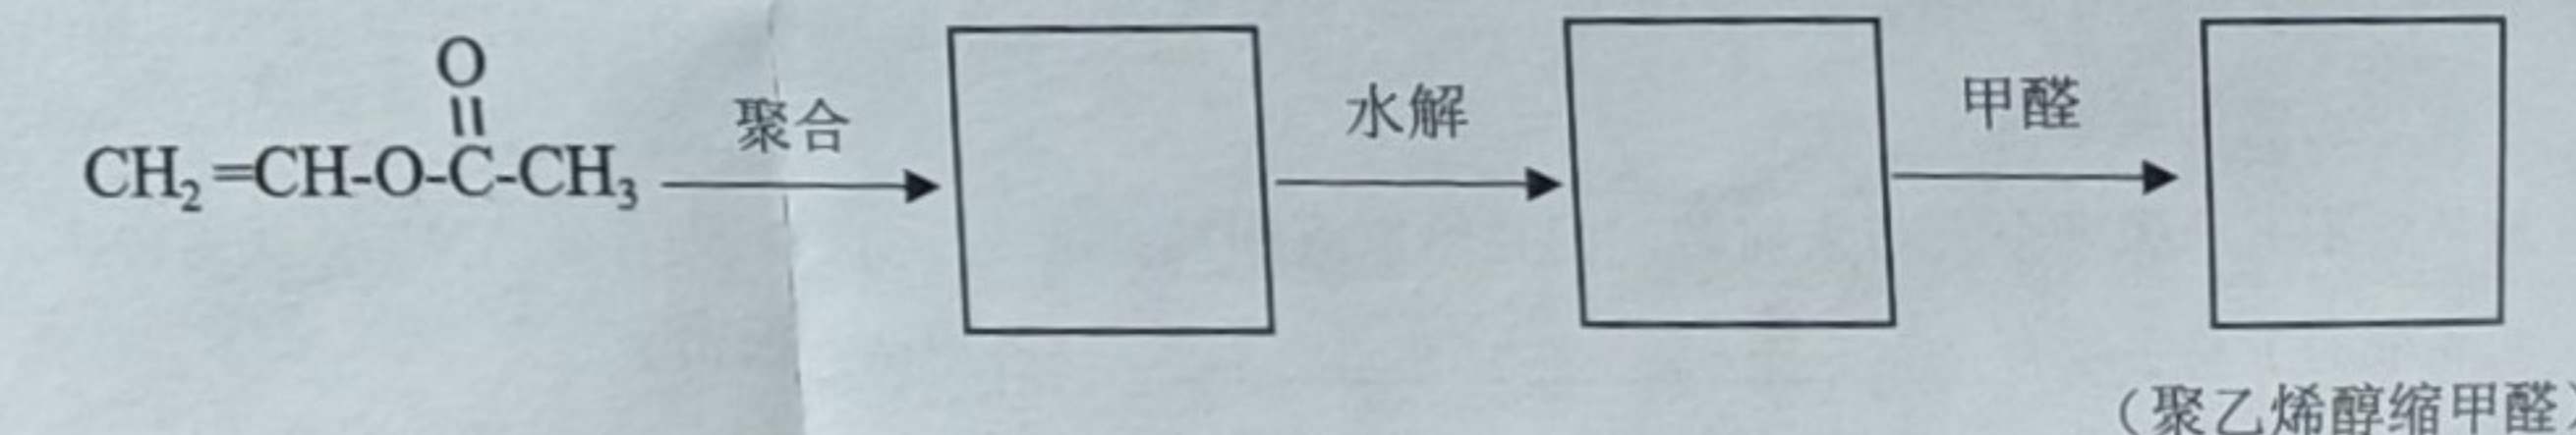 O
||
CH₂=CH-O-C-CH₃
聚合
水解
甲醛
（聚乙烯醇缩甲醛）